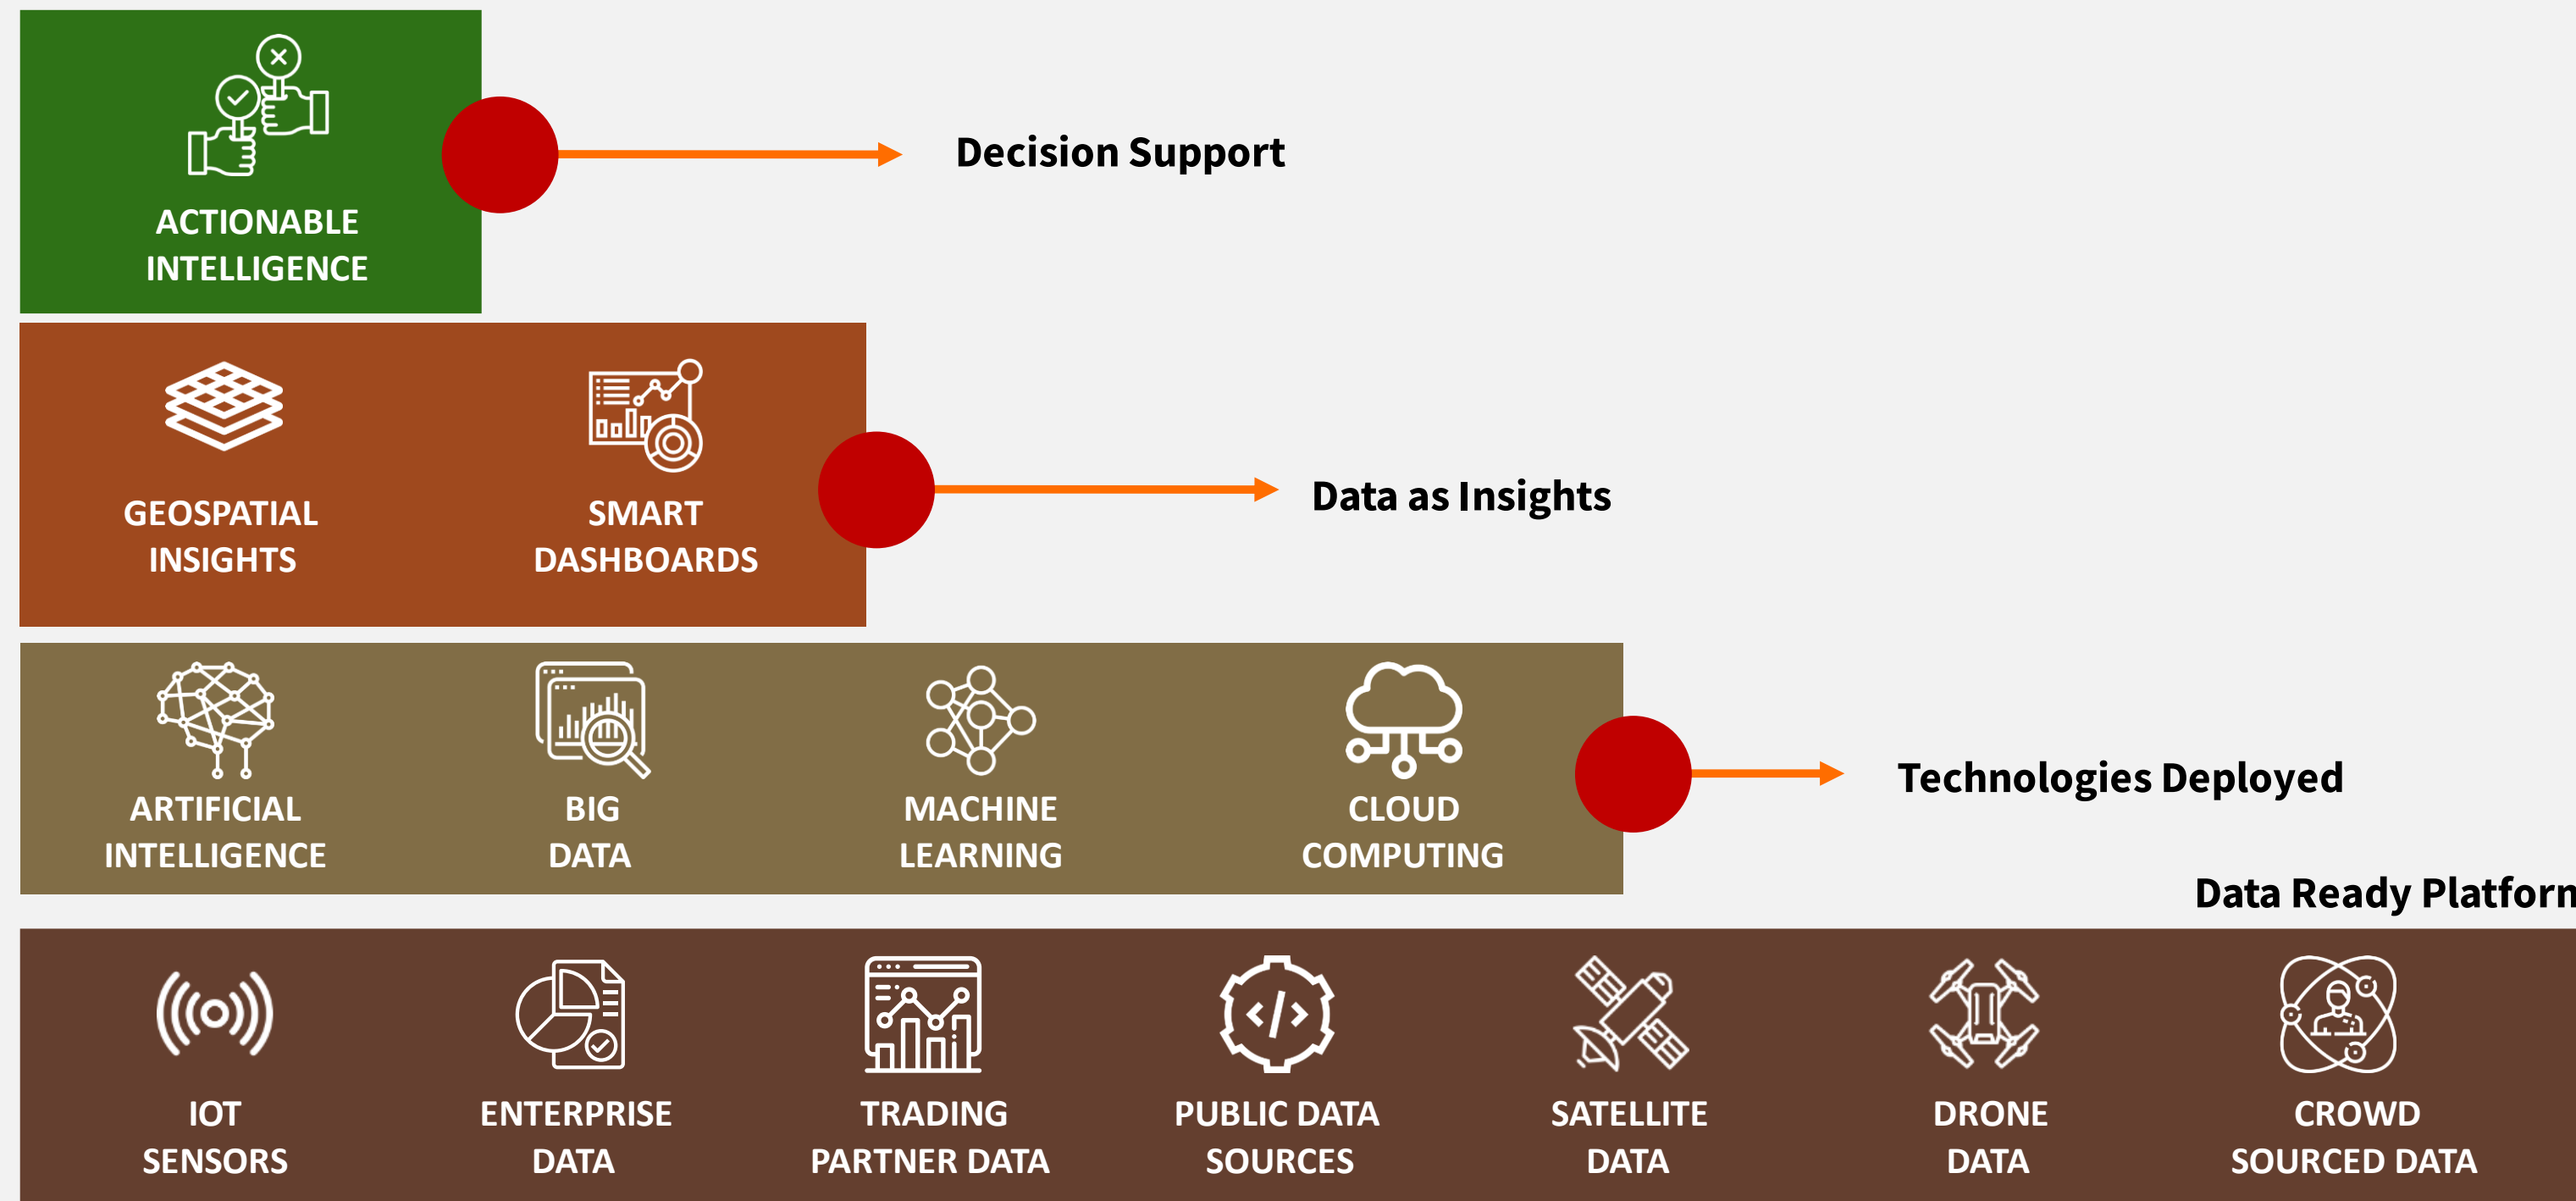 Decision Support
ACTIONABLE
INTELLIGENCE
Data as Insights
GEOSPATIAL
INSIGHTS
SMART
DASHBOARDS
Technologies Deployed
ARTIFICIAL
INTELLIGENCE
BIG
DATA
MACHINE
LEARNING
CLOUD
COMPUTING
Data Ready
IOT
SENSORS
ENTERPRISE
DATA
TRADING
PARTNER DATA
PUBLIC DATA
SOURCES
SATELLITE
DATA
DRONE
DATA
CROWD
SOURCED DATA